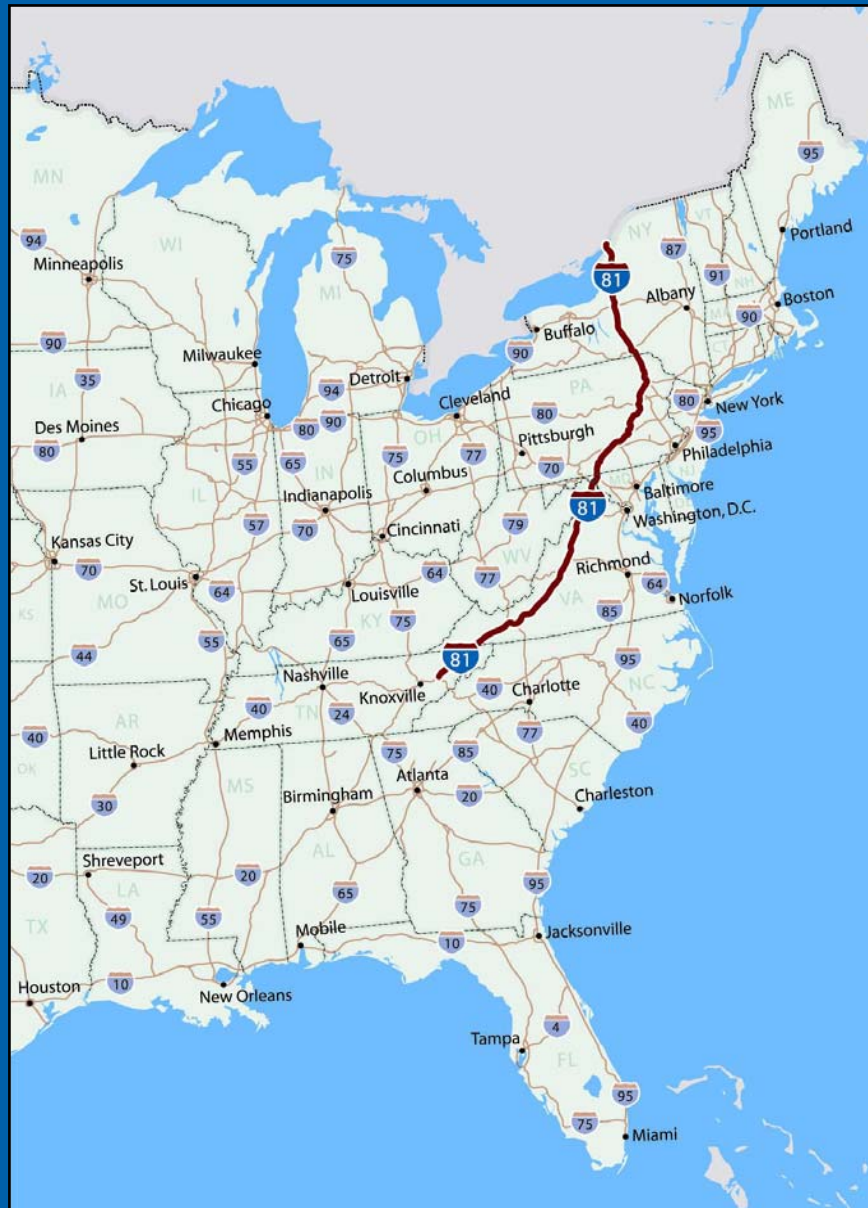 ME
95
MN
NY
VT
87
94
WI
75
Portland
Minneapolis
81
91
NH
MI
Albany
Boston
MA
90
Buffalo
90
CT
RI
90
Milwaukee
IA
35
Detroit
94
PA
80
New York
Chicago
Cleveland
80
90
80
Des Moines
OH
95
Pittsburgh
Philadelphia
80
55
65
IN
75
77
70
NJ
Columbus
MD
IL
Indianapolis
Baltimore
81
Washington, D.C.
57
70
Cincinnati
79
Kansas City
WV
70
64
Richmond
St. Louis
64
77
64
Louisville
VA
Norfolk
KS
MO
KY
75
85
55
65
44
81
95
Nashville
Knoxville
40
NC
40
TN
24
Charlotte
AR
40
40
Memphis
77
Little Rock
75
85
OK
SC
MS
Atlanta
20
30
Birmingham
Charleston
AL
GA
Shreveport
20
20
95
LA
65
75
49
55
TX
Mobile
Jacksonville
10
Houston
10
New Orleans
4
Tampa
FL
95
75
Miami